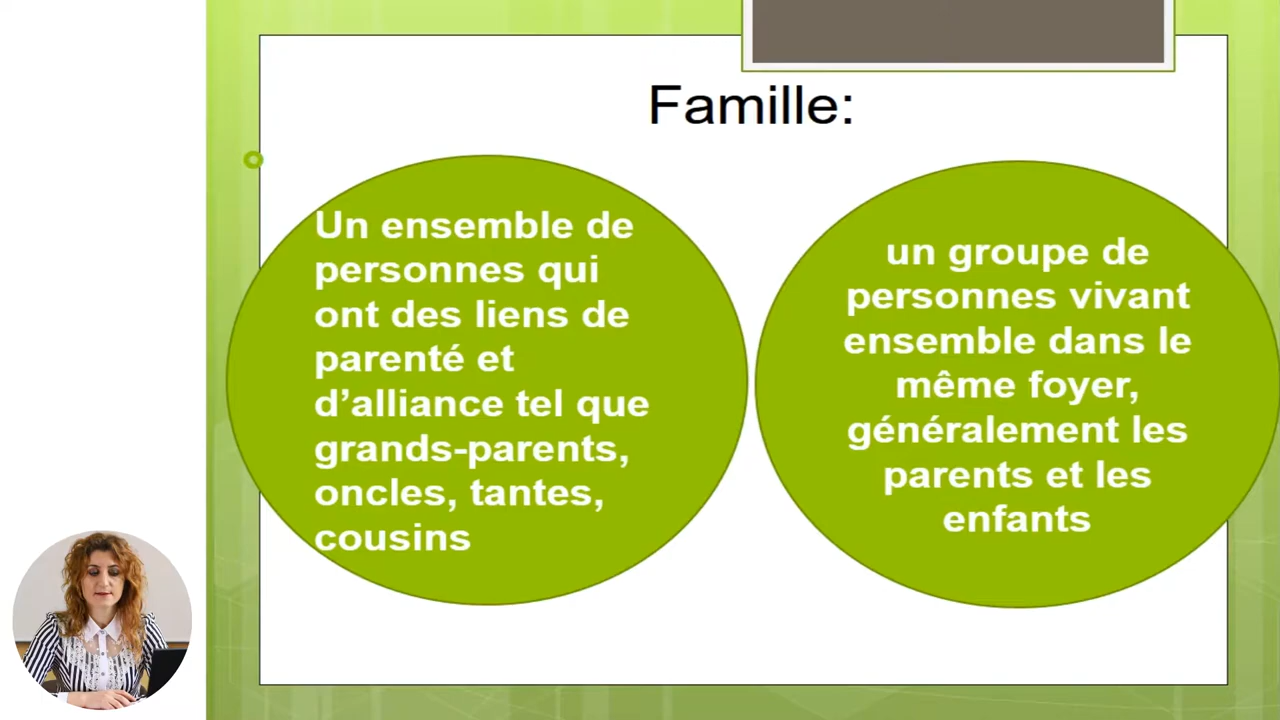 Famille:
Un ensemble de
personnes qui
ont des liens de
parenté et
d’alliance tel que
grands-parents,
oncles, tantes,
cousins
un groupe de
personnes vivant
ensemble dans le
même foyer,
généralement les
parents et les
enfants